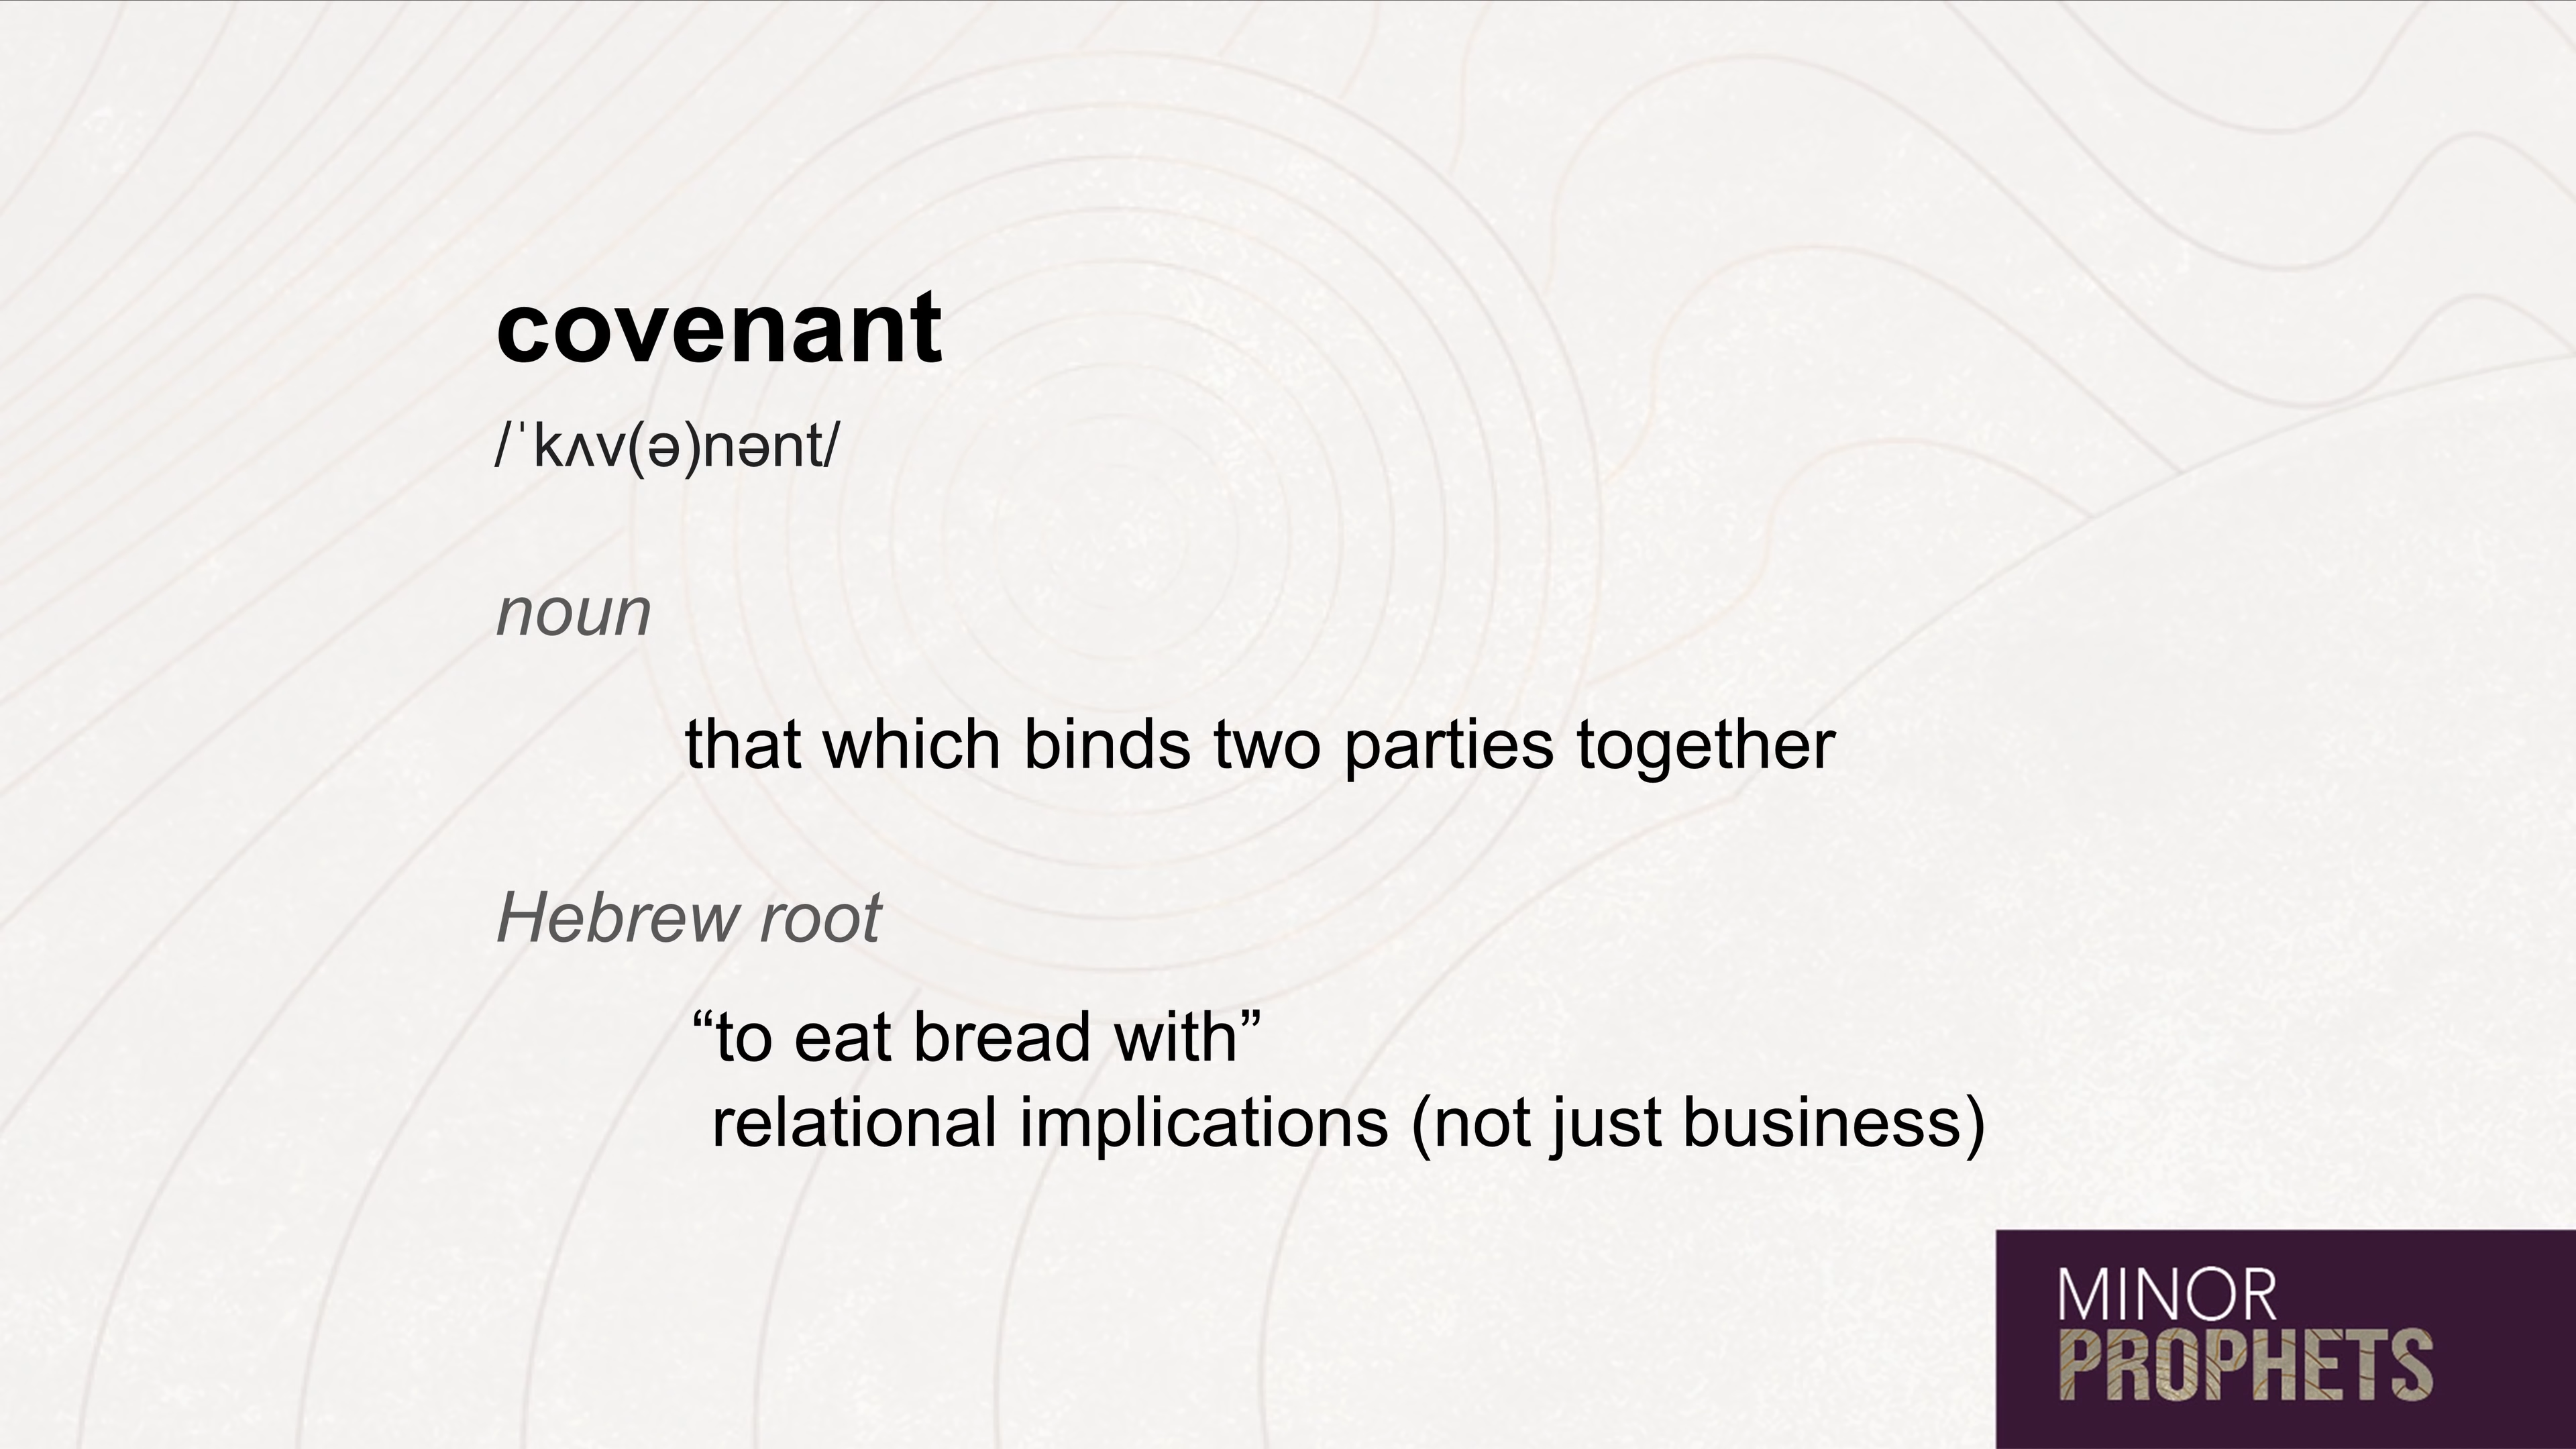 covenant
/ˈkʌv(ə)nənt/
noun
that which binds two parties together
Hebrew root
“to eat bread with”
relational implications (not just business)
MINOR
PROPHETS